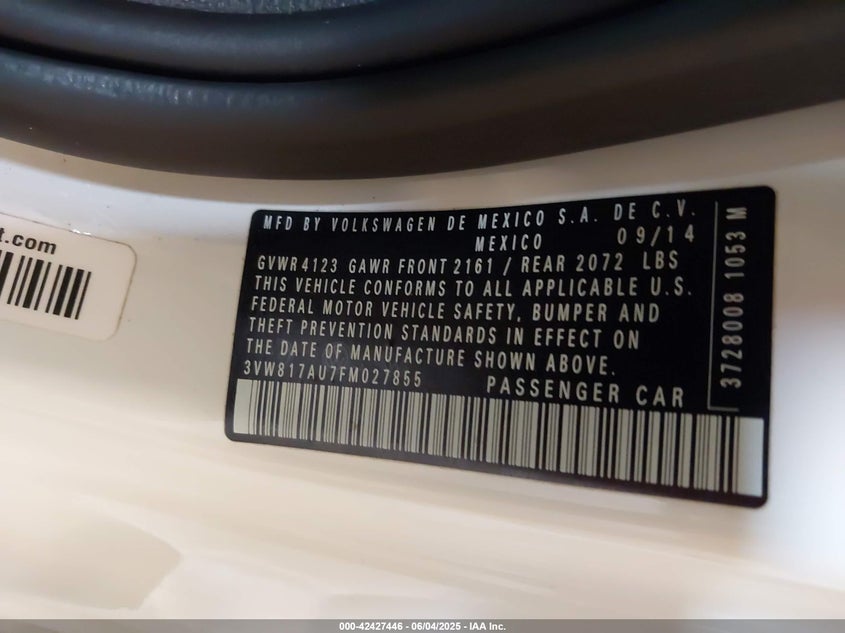 MFD BY VOLKSWAGEN DE MEXICO S.A. DE C.V.
MEXICO 09/14
GVWR 4123 GAWR FRONT 2161 / REAR 2072 LBS
THIS VEHICLE CONFORMS TO ALL APPLICABLE U.S.
FEDERAL MOTOR VEHICLE SAFETY, BUMPER AND
THEFT PREVENTION STANDARDS IN EFFECT ON
THE DATE OF MANUFACTURE SHOWN ABOVE.
3VW817AU7FM027855 PASSENGER CAR
3728008 1053 M
t.com
000-42427446 - 06/04/2025 - IAA Inc.